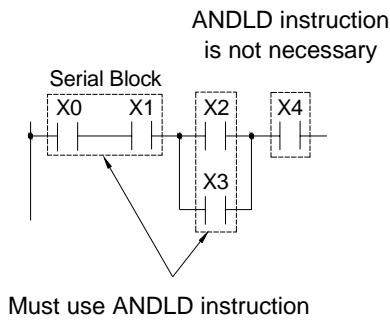 ANDLD instruction
is not necessary
Serial Block
X0 X1 X2 X4
X3
Must use ANDLD instruction